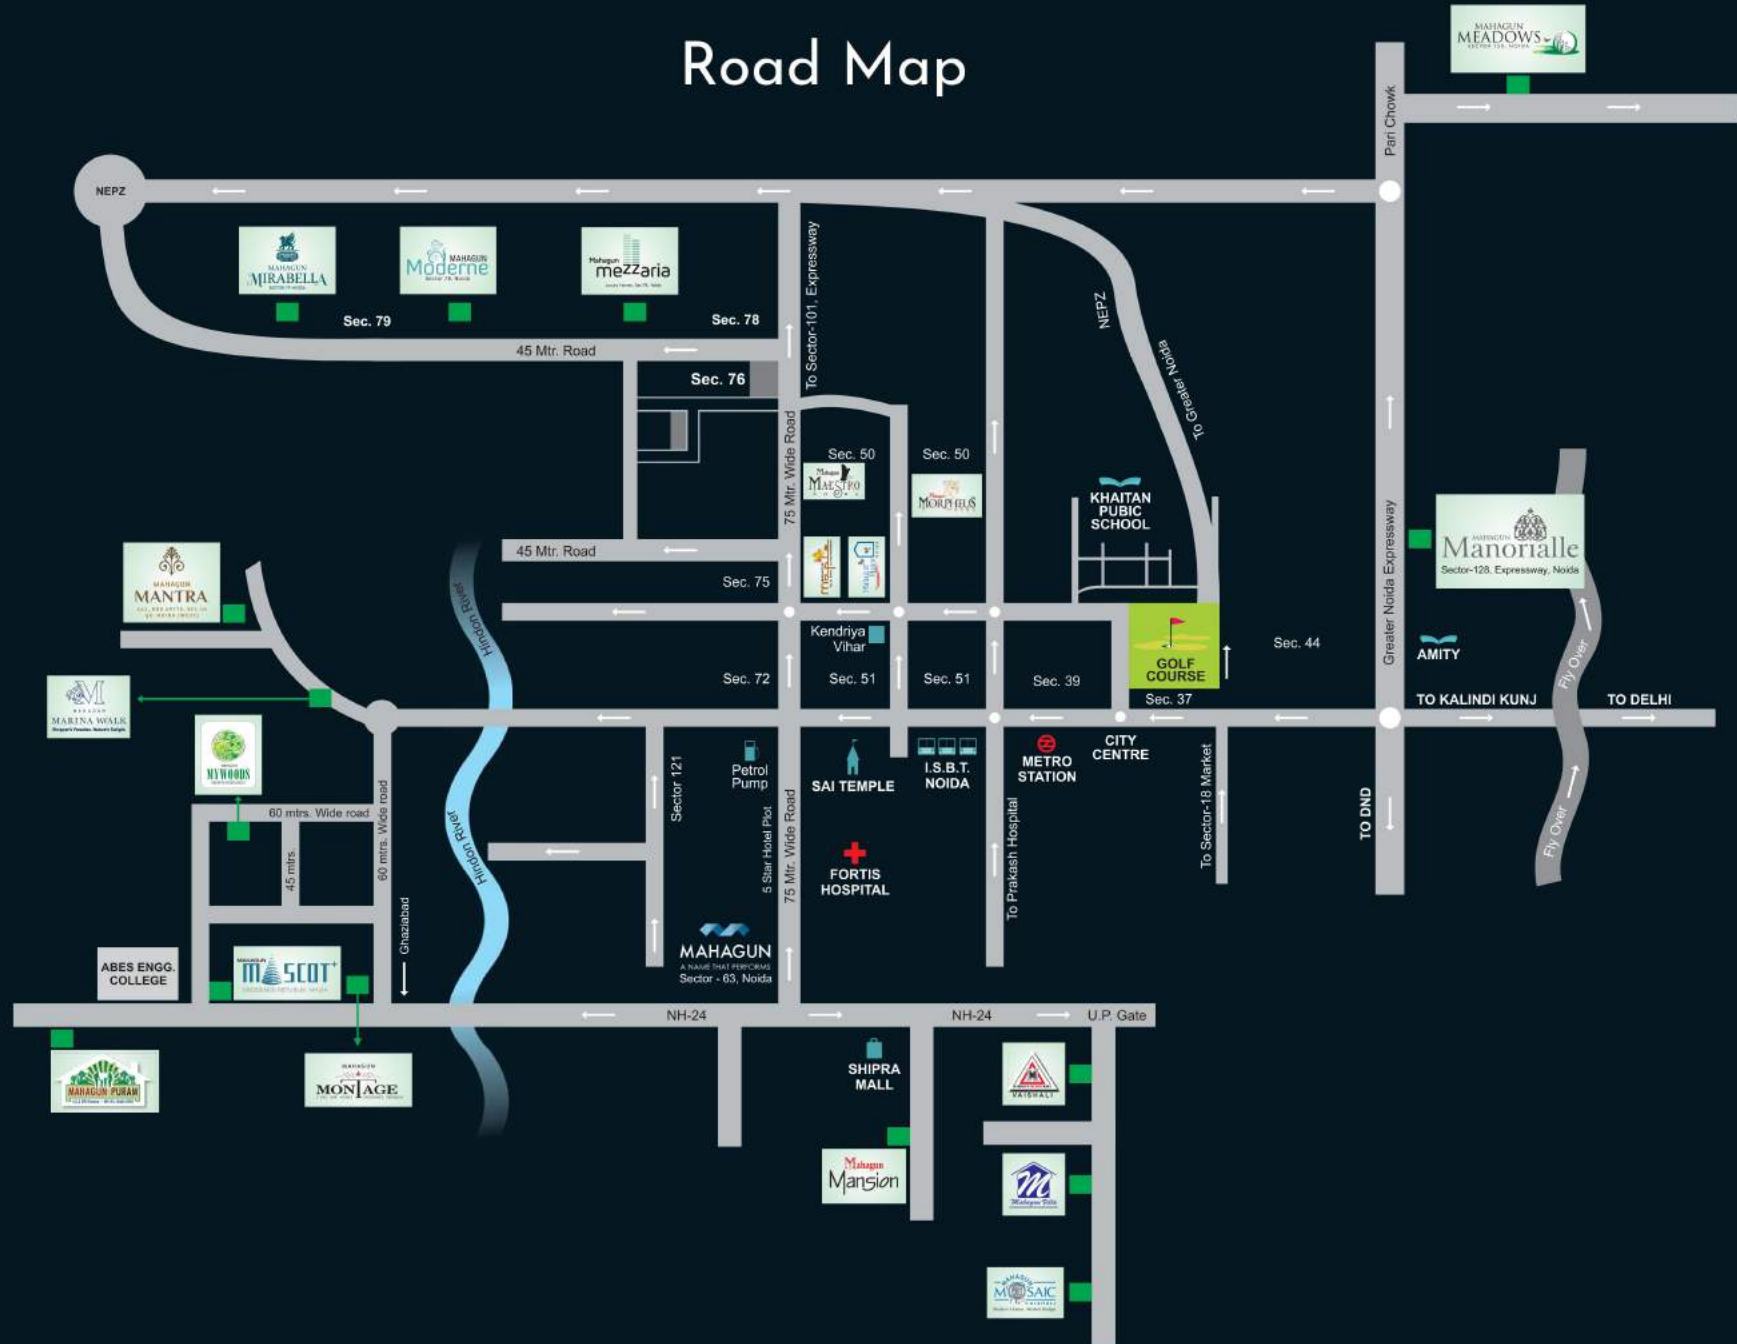 Road Map
MAHAGUN
MEADOWS
Pari Chowk
NEPZ
MAHAGUN
MIRABELLA
MAHAGUN
Moderne
Mahagun
mezzaria
To Sector-101, Expressway
Sec. 79
Sec. 78
45 Mtr. Road
Sec. 76
NEPZ
To Greater Noida
75 Mtr. Wide Road
Sec. 50
Sec. 50
Mahagun
MAESTRO
MORPHEUS
KHAITAN
PUBIC
SCHOOL
Greater Noida Expressway
MAHAGUN
Manorialle
Sector-128, Expressway, Noida
45 Mtr. Road
Sec. 75
MAHAGUN
MANTRA
Hindon River
Kendriya
Vihar
GOLF
COURSE
Sec. 44
AMITY
Fly Over
Sec. 72
Sec. 51
Sec. 51
Sec. 39
Sec. 37
TO KALINDI KUNJ
TO DELHI
M
MAHAGUN
MARINA WALK
MYWOODS
Sector 121
Petrol
Pump
SAI TEMPLE
I.S.B.T.
NOIDA
METRO
STATION
CITY
CENTRE
To Sector-18 Market
TO DND
60 mtrs. Wide road
60 mtrs. Wide road
45 mtrs.
Hindon River
5 Star Hotel Plot
75 Mtr. Wide Road
To Prakash Hospital
Fly Over
FORTIS
HOSPITAL
Ghaziabad
MAHAGUN
A NAME THAT PERFORMS
Sector - 63, Noida
ABES ENGG.
COLLEGE
MAHAGUN
MASCOT+
NH-24
NH-24
U.P. Gate
MAHAGUN PURAM
MAHAGUN
MONTAGE
SHIPRA
MALL
VAISHALI
Mahagun
Mansion
M
Mahagun Villa
MAHAGUN
MOSAIC